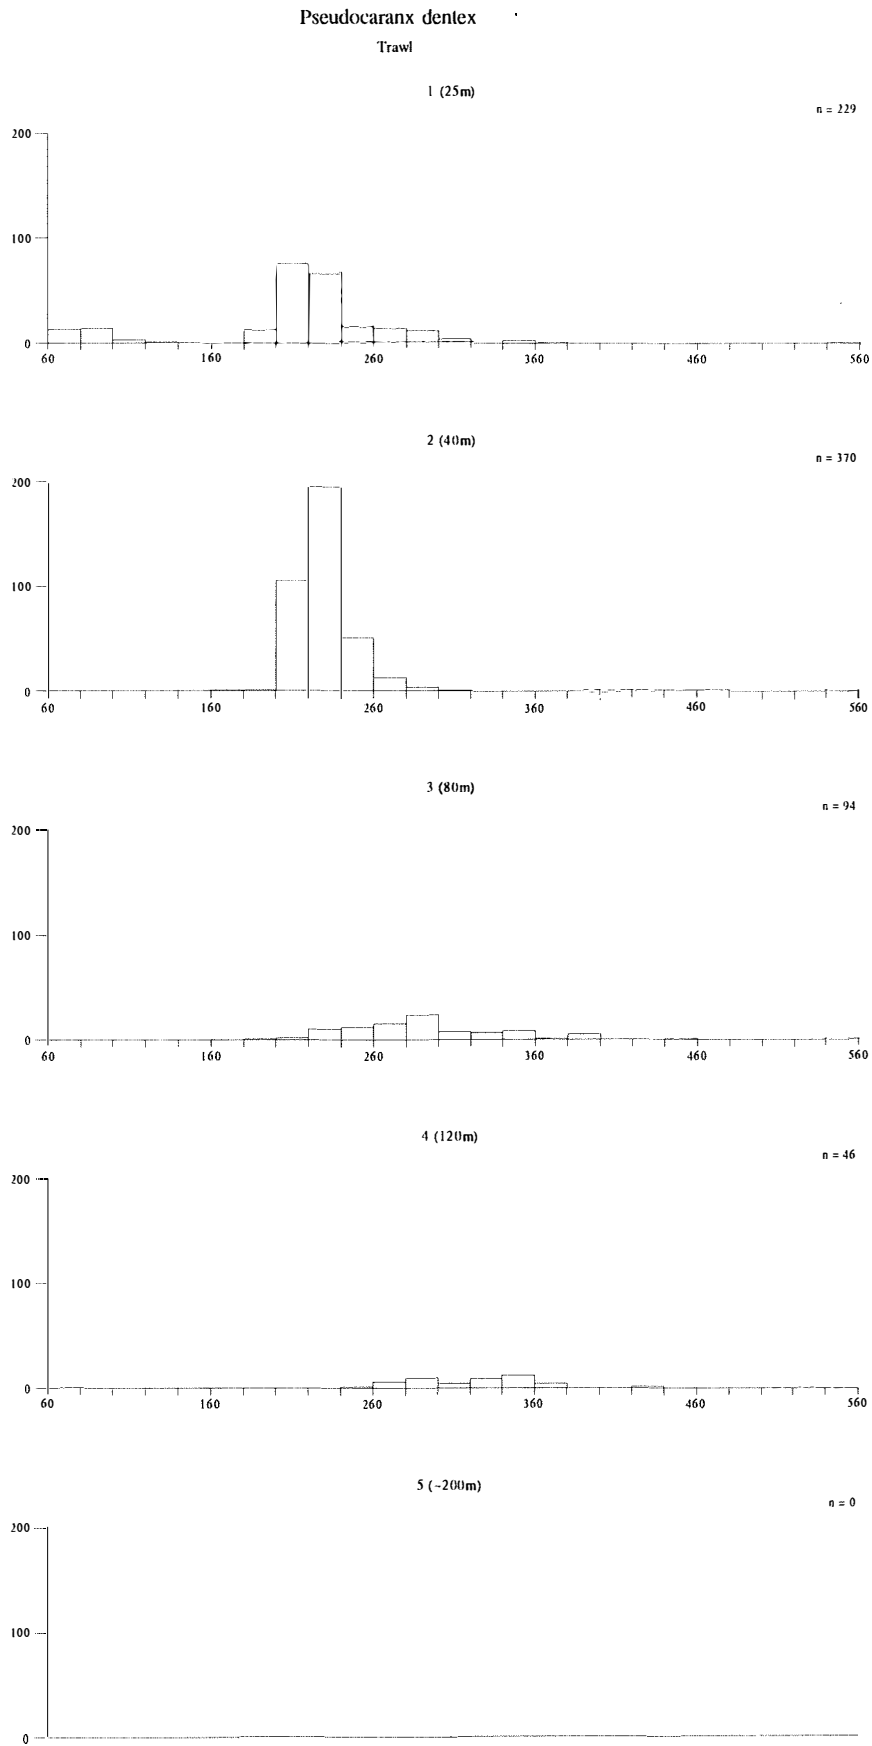 Pseudocaranx dentex
Trawl
1 (25m)
n = 229
200
100
0
60 160 260 360 460 560
2 (40m)
n = 370
200
100
0
60 160 260 360 460 560
3 (80m)
n = 94
200
100
0
60 160 260 360 460 560
4 (120m)
n = 46
200
100
0
60 160 260 360 460 560
5 (~200m)
n = 0
200
100
0